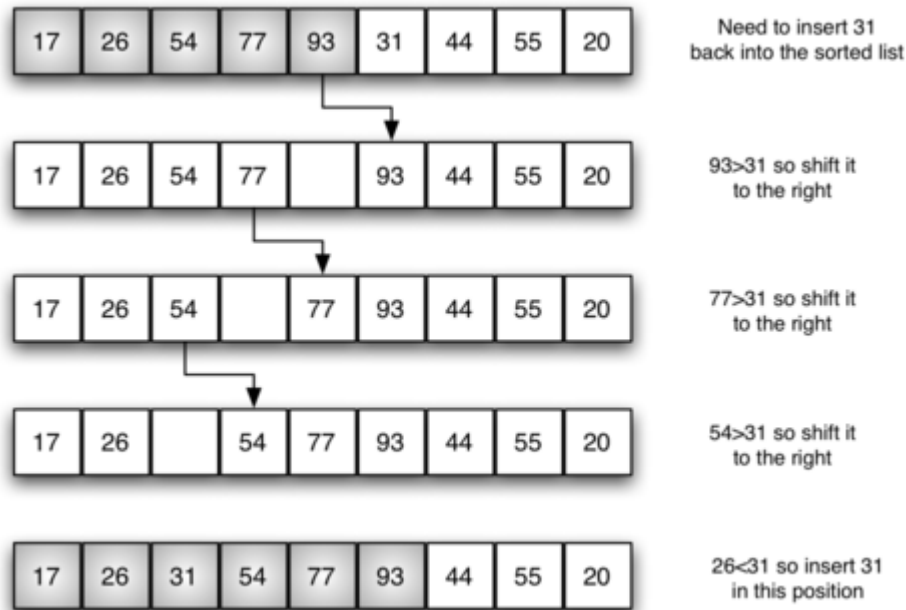 17 26 54 77 93 31 44 55 20
Need to insert 31
back into the sorted list
17 26 54 77 93 44 55 20
93>31 so shift it
to the right
17 26 54 77 93 44 55 20
77>31 so shift it
to the right
17 26 54 77 93 44 55 20
54>31 so shift it
to the right
17 26 31 54 77 93 44 55 20
26<31 so insert 31
in this position